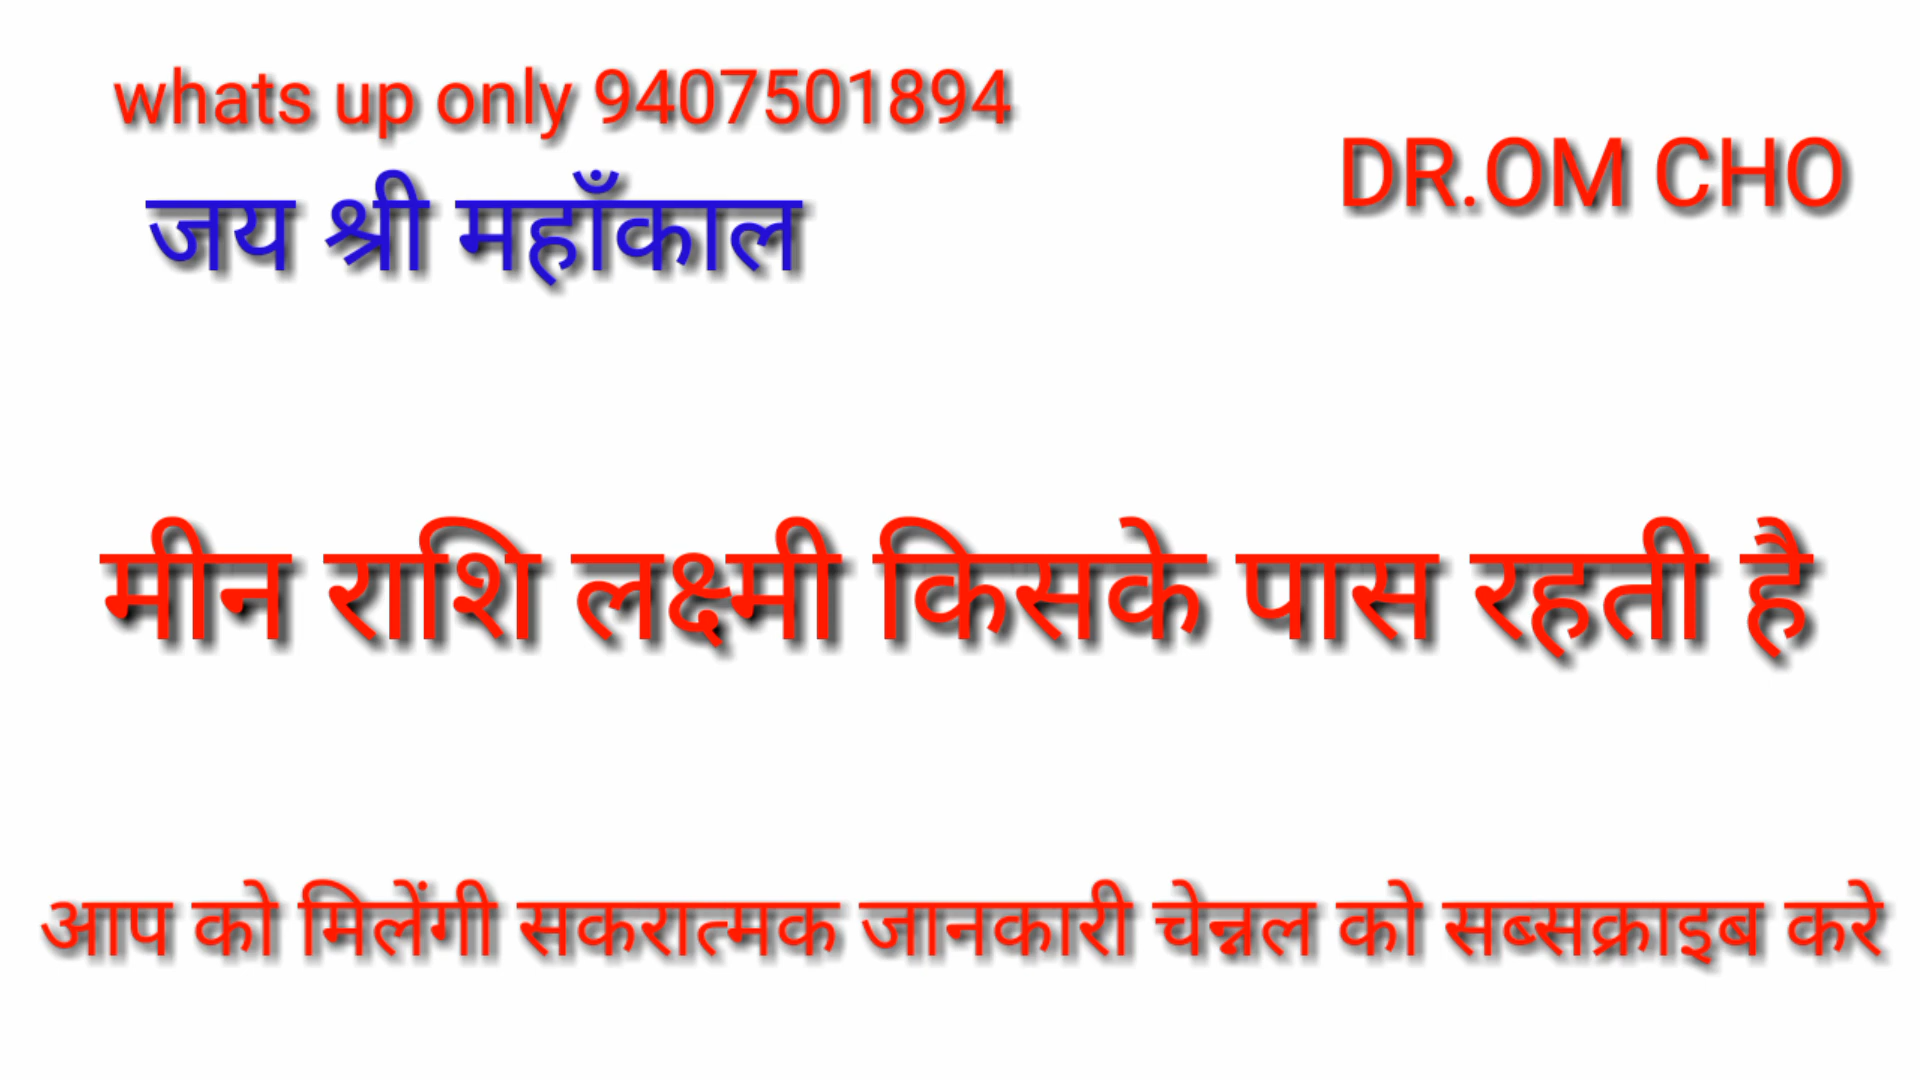 whats up only 9407501894
DR.OM CHO
जय श्री महाँकाल
मीन राशि लक्ष्मी किसके पास रहती है
आप को मिलेंगी सकरात्मक जानकारी चेन्नल को सब्सक्राइब करे